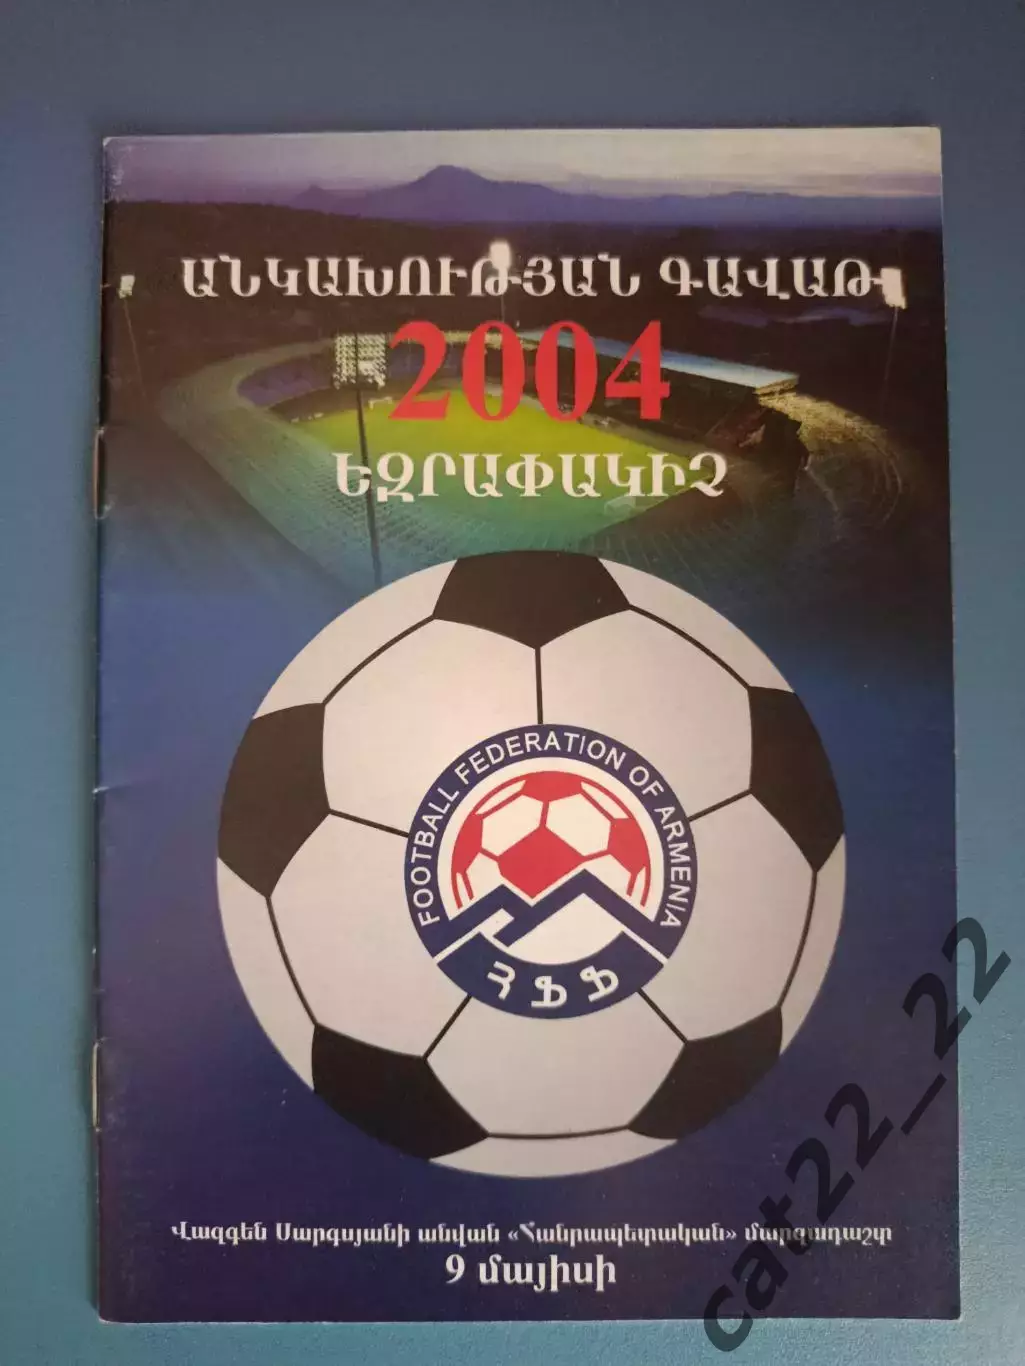 ԱՆԿԱԽՈՒԹՅԱՆ ԳԱՎԱԹ
2004
ԵԶՐԱՓԱԿԻՉ
FOOTBALL FEDERATION OF ARMENIA
ՀՖՖ
Վազգեն Սարգսյանի անվան «Հանրապետական» մարզադաշտ
9 մայիսի
cat22_22